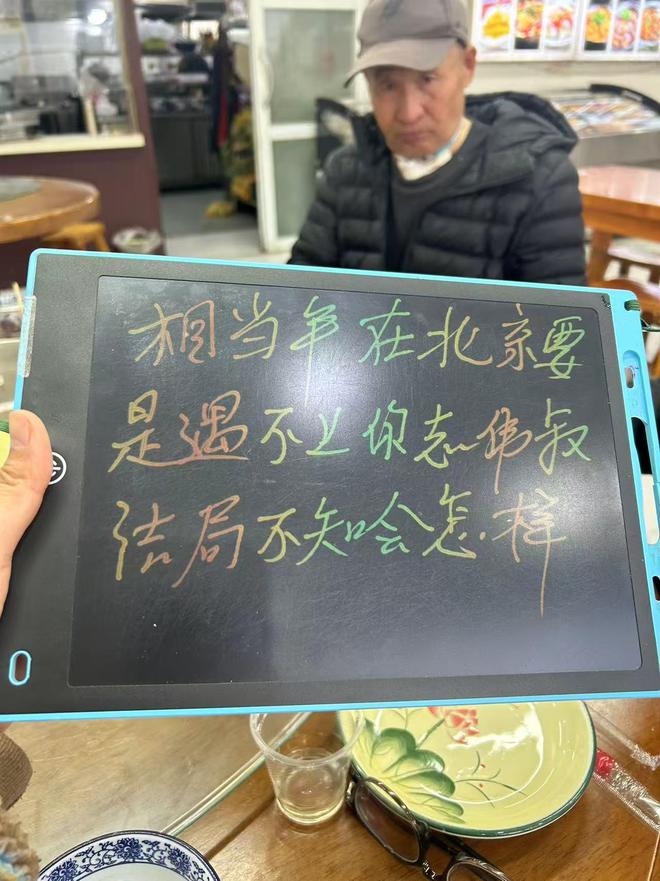 相当年在北京要
是遇不上你志伟叔
结局不知会怎样